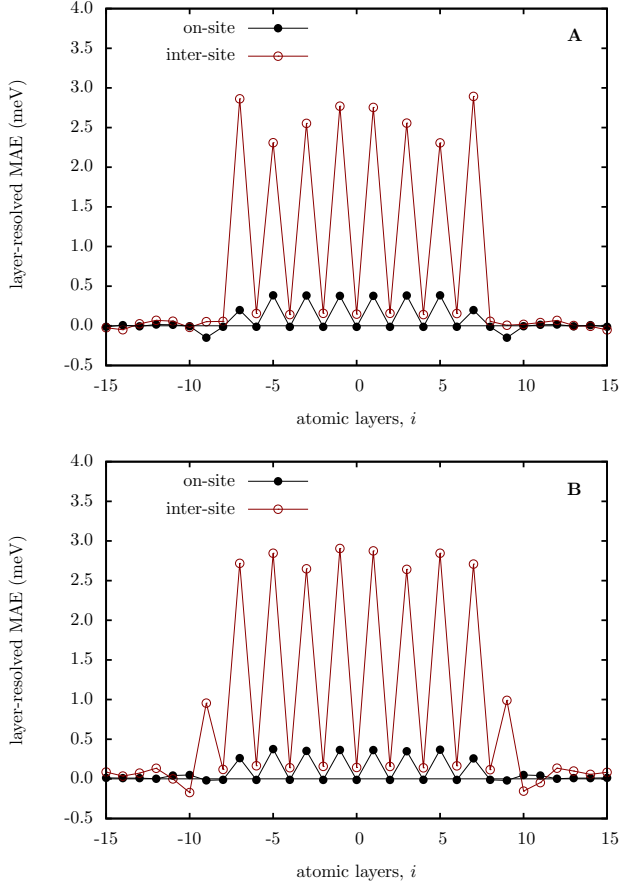 4.0
3.5
3.0
2.5
2.0
1.5
1.0
0.5
0.0
-0.5
layer-resolved MAE (meV)
on-site
inter-site
A
-15 -10 -5 0 5 10 15
atomic layers, i
4.0
3.5
3.0
2.5
2.0
1.5
1.0
0.5
0.0
-0.5
layer-resolved MAE (meV)
on-site
inter-site
B
-15 -10 -5 0 5 10 15
atomic layers, i